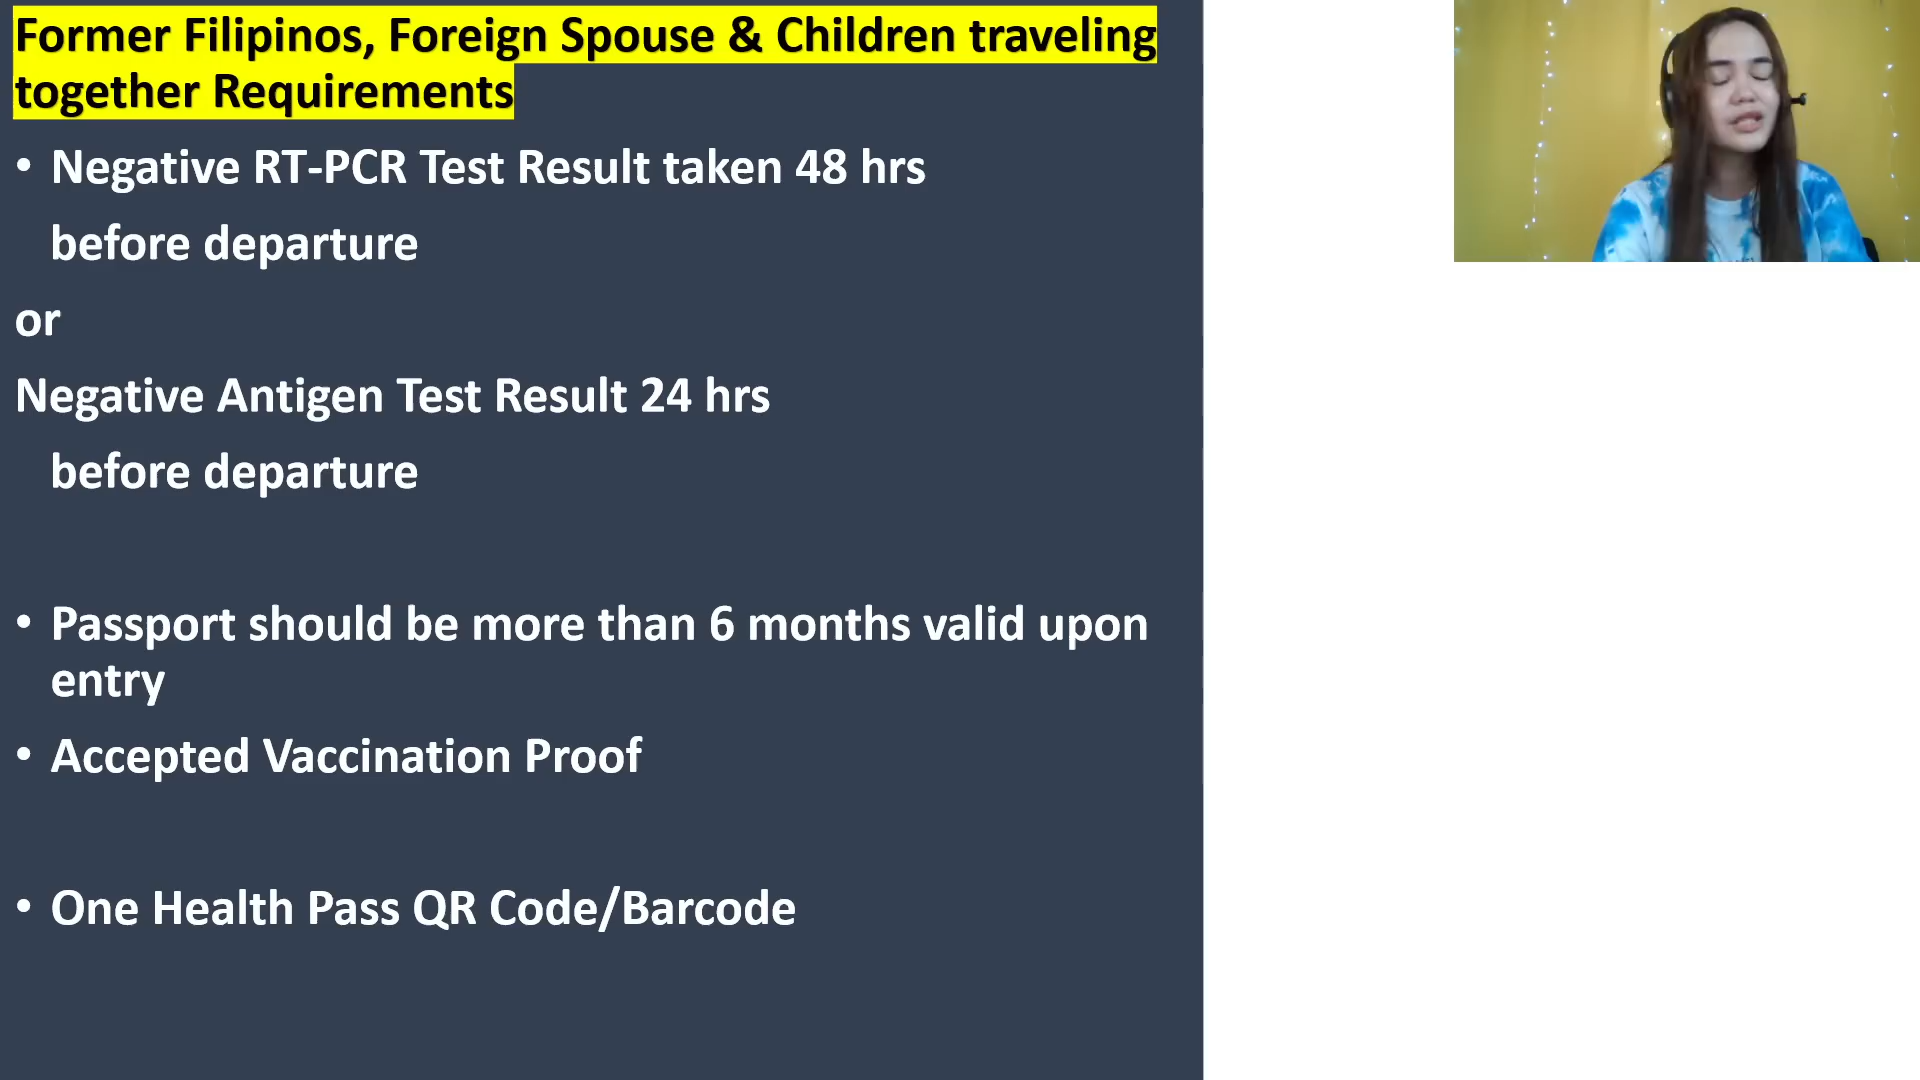 Former Filipinos, Foreign Spouse & Children traveling
together Requirements
• Negative RT-PCR Test Result taken 48 hrs
before departure
or
Negative Antigen Test Result 24 hrs
before departure
• Passport should be more than 6 months valid upon
entry
• Accepted Vaccination Proof
• One Health Pass QR Code/Barcode